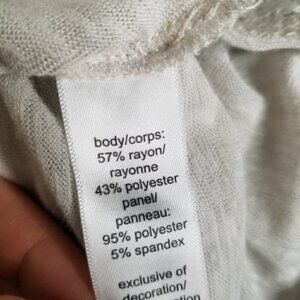 body/corps:
57% rayon/
rayonne
43% polyester
panel/
panneau:
95% polyester
5% spandex
exclusive of
decoration/